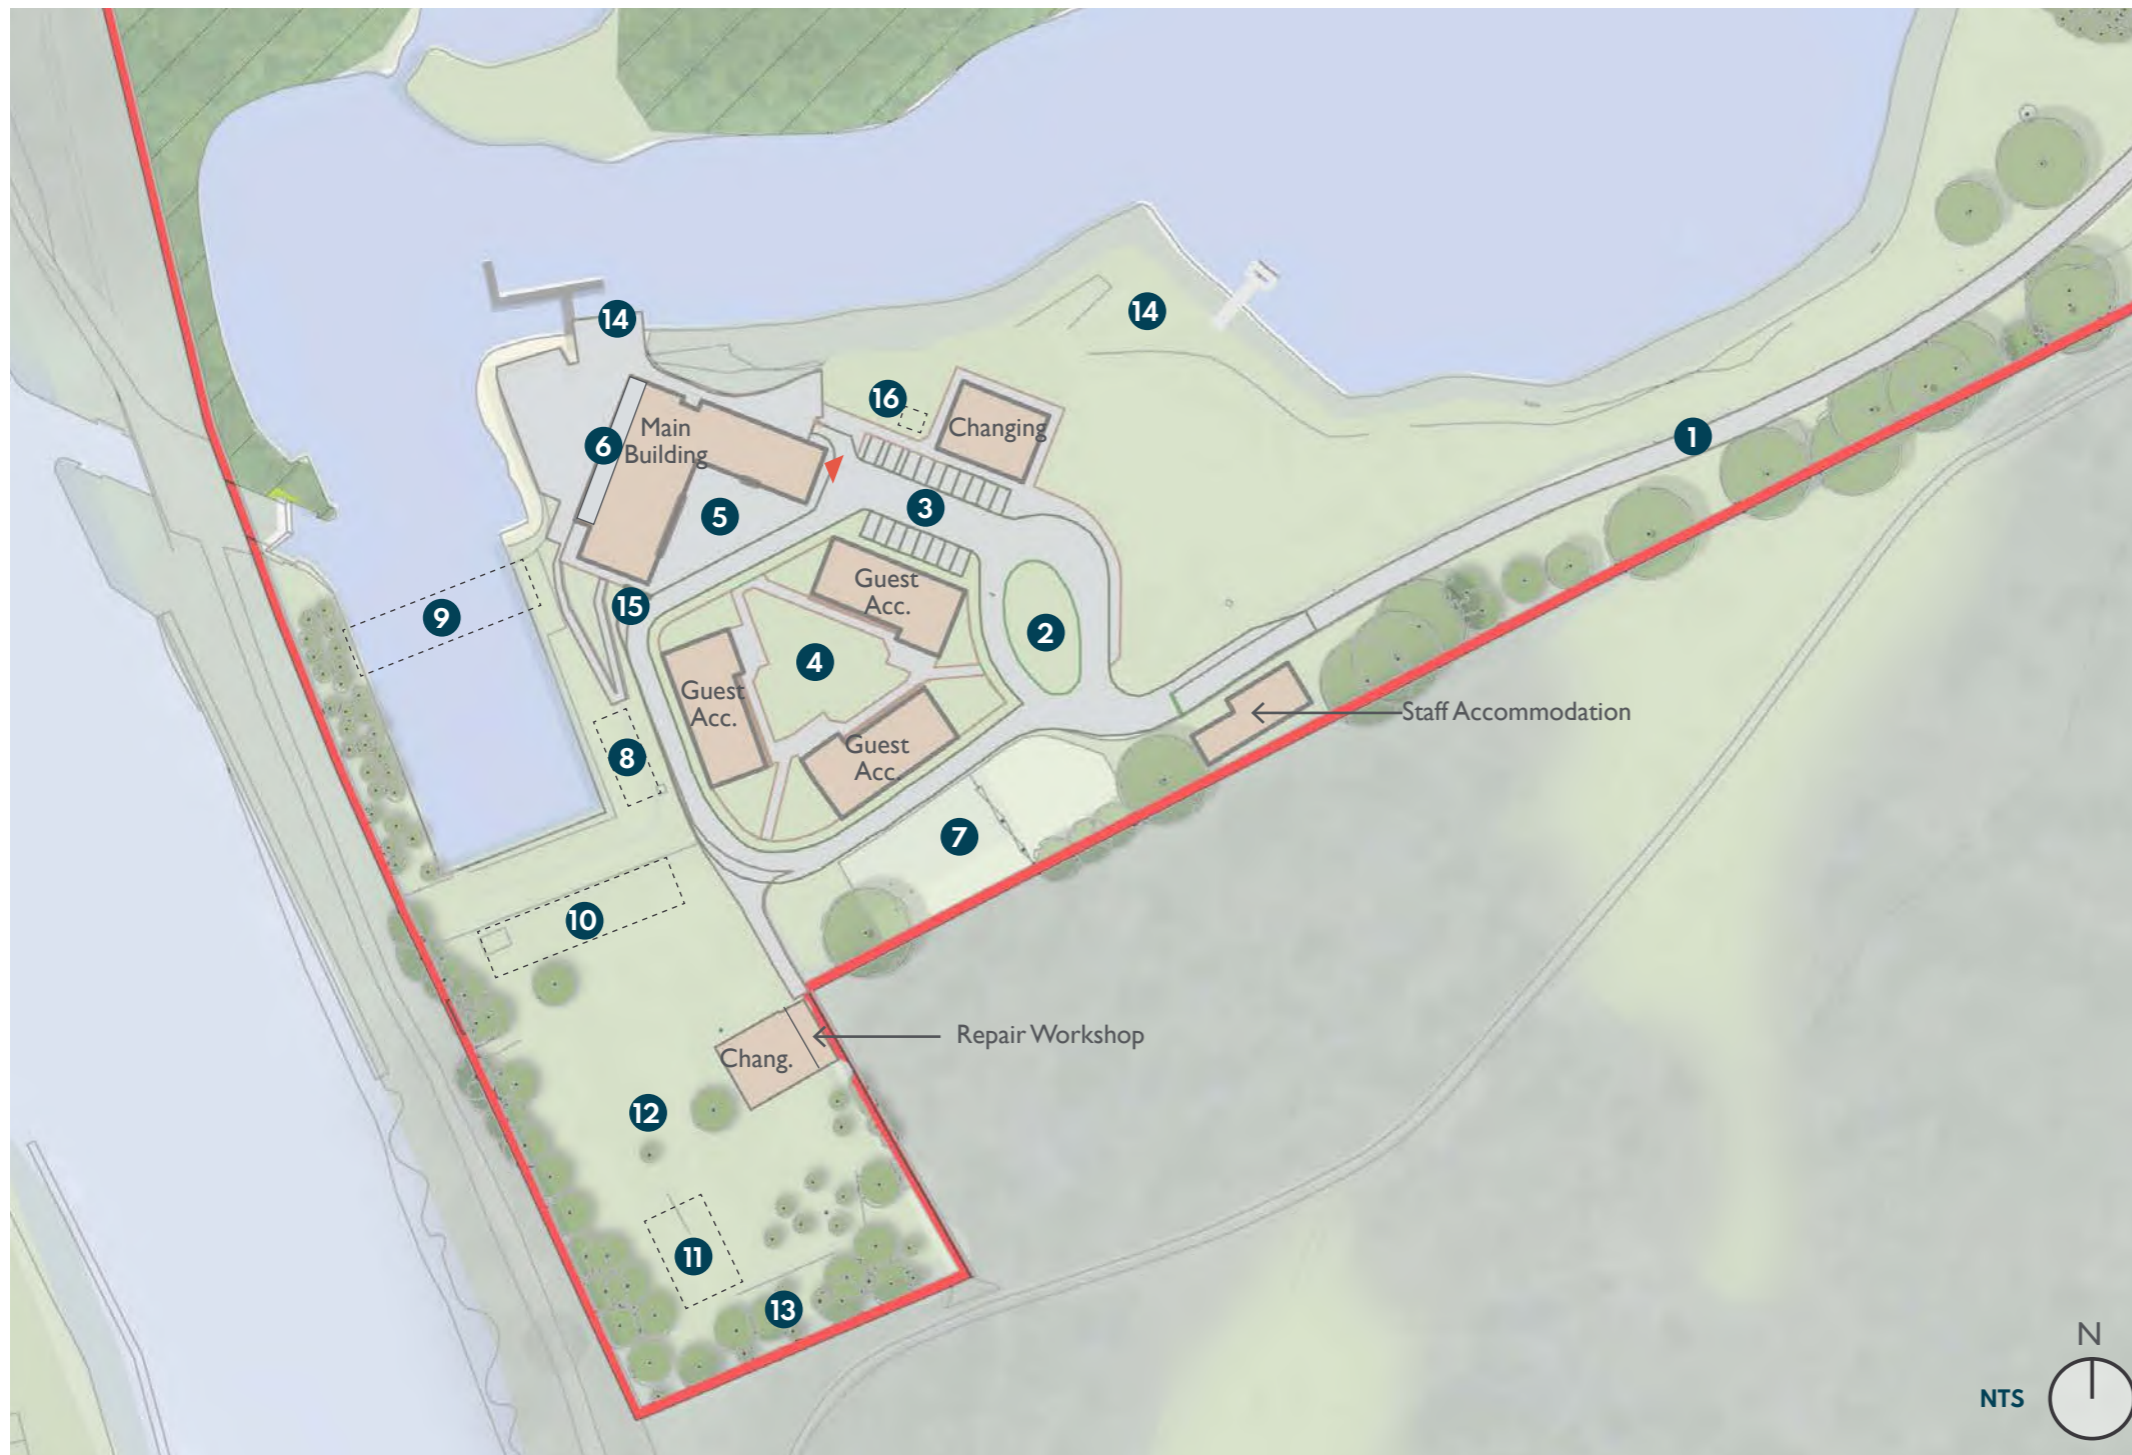 14
14
16
Changing
Main
Building
6
1
3
5
Guest
Acc.
15
9
2
4
Guest
Acc.
Staff Accommodation
8
Guest
Acc.
7
10
Repair Workshop
Chang.
12
11
13
N
NTS